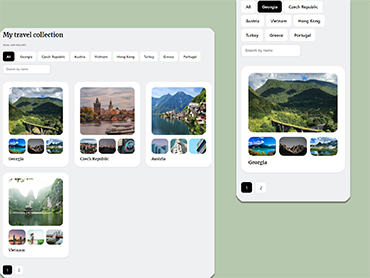 My travel collection
All
Georgia
Czech Republic
Austria
Vietnam
Hong Kong
Turkey
Greece
Portugal
Search by name
Georgia
Czech Republic
Austria
Vietnam
1
2
All
Georgia
Czech Republic
Austria
Vietnam
Hong Kong
Turkey
Greece
Portugal
Search by name
Georgia
1
2